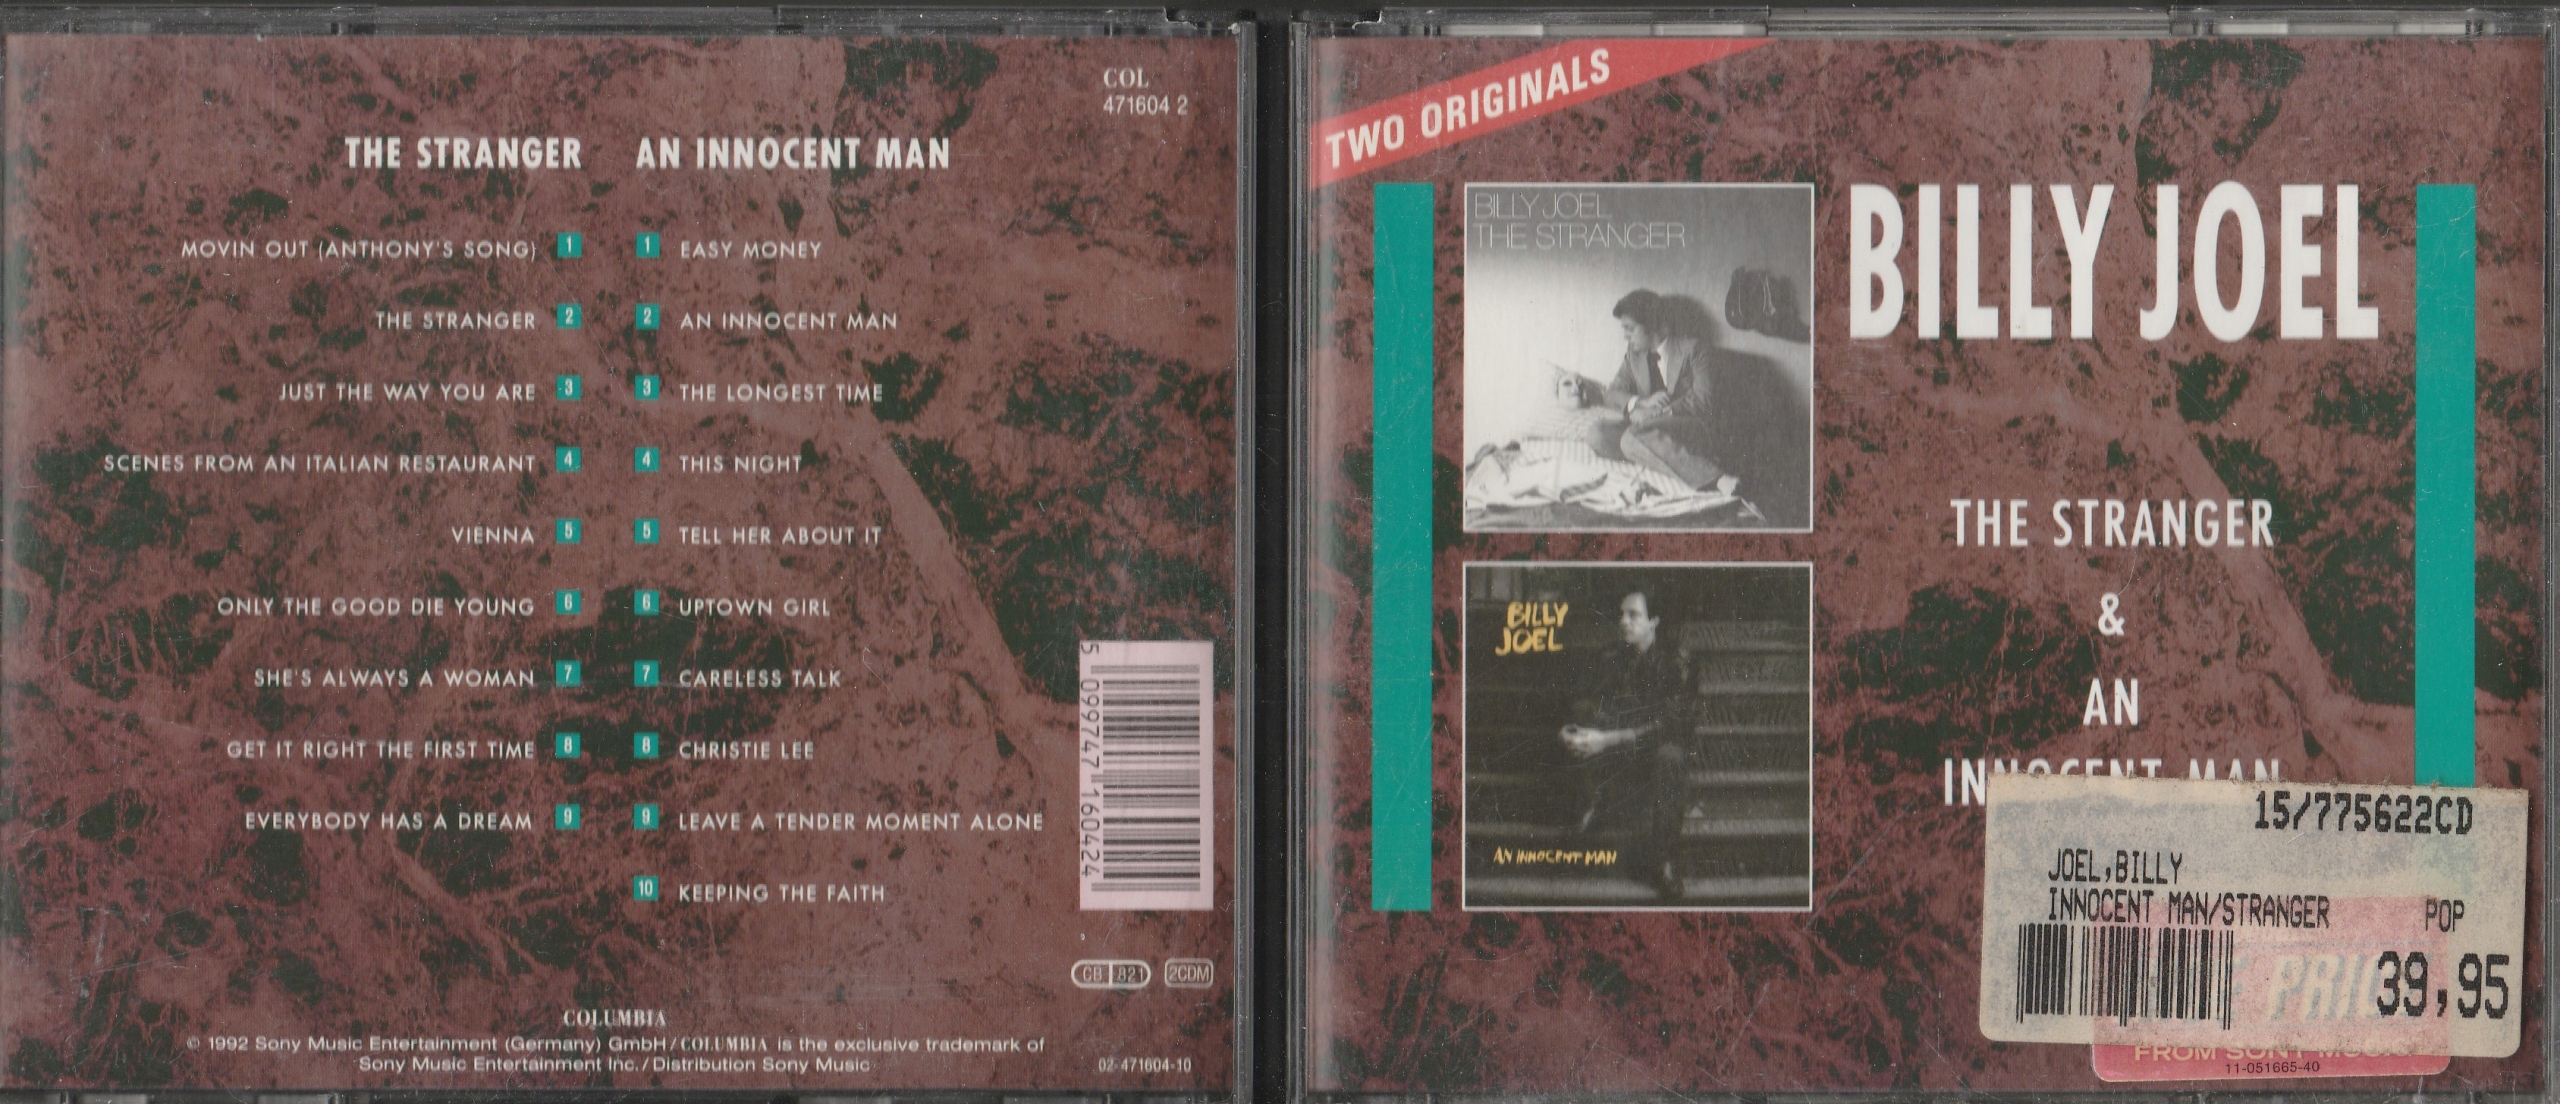 COL
471604 2
THE STRANGER
MOVIN OUT (ANTHONY'S SONG) 1
THE STRANGER 2
JUST THE WAY YOU ARE 3
SCENES FROM AN ITALIAN RESTAURANT 4
VIENNA 5
ONLY THE GOOD DIE YOUNG 6
SHE'S ALWAYS A WOMAN 7
GET IT RIGHT THE FIRST TIME 8
EVERYBODY HAS A DREAM 9
AN INNOCENT MAN
1 EASY MONEY
2 AN INNOCENT MAN
3 THE LONGEST TIME
4 THIS NIGHT
5 TELL HER ABOUT IT
6 UPTOWN GIRL
7 CARELESS TALK
8 CHRISTIE LEE
9 LEAVE A TENDER MOMENT ALONE
10 KEEPING THE FAITH
5 099747 160424
CB 821 2CDM
COLUMBIA
© 1992 Sony Music Entertainment (Germany) GmbH / COLUMBIA is the exclusive trademark of
Sony Music Entertainment Inc. / Distribution Sony Music
02-471604-10
TWO ORIGINALS
BILLY JOEL
THE STRANGER
BILLY
JOEL
AN INNOCENT MAN
BILLY JOEL
THE STRANGER
&
AN
INNOCENT MAN
15/775622CD
JOEL,BILLY
INNOCENT MAN/STRANGER POP
39,95
FROM SONY MUSIC
11-051665-40